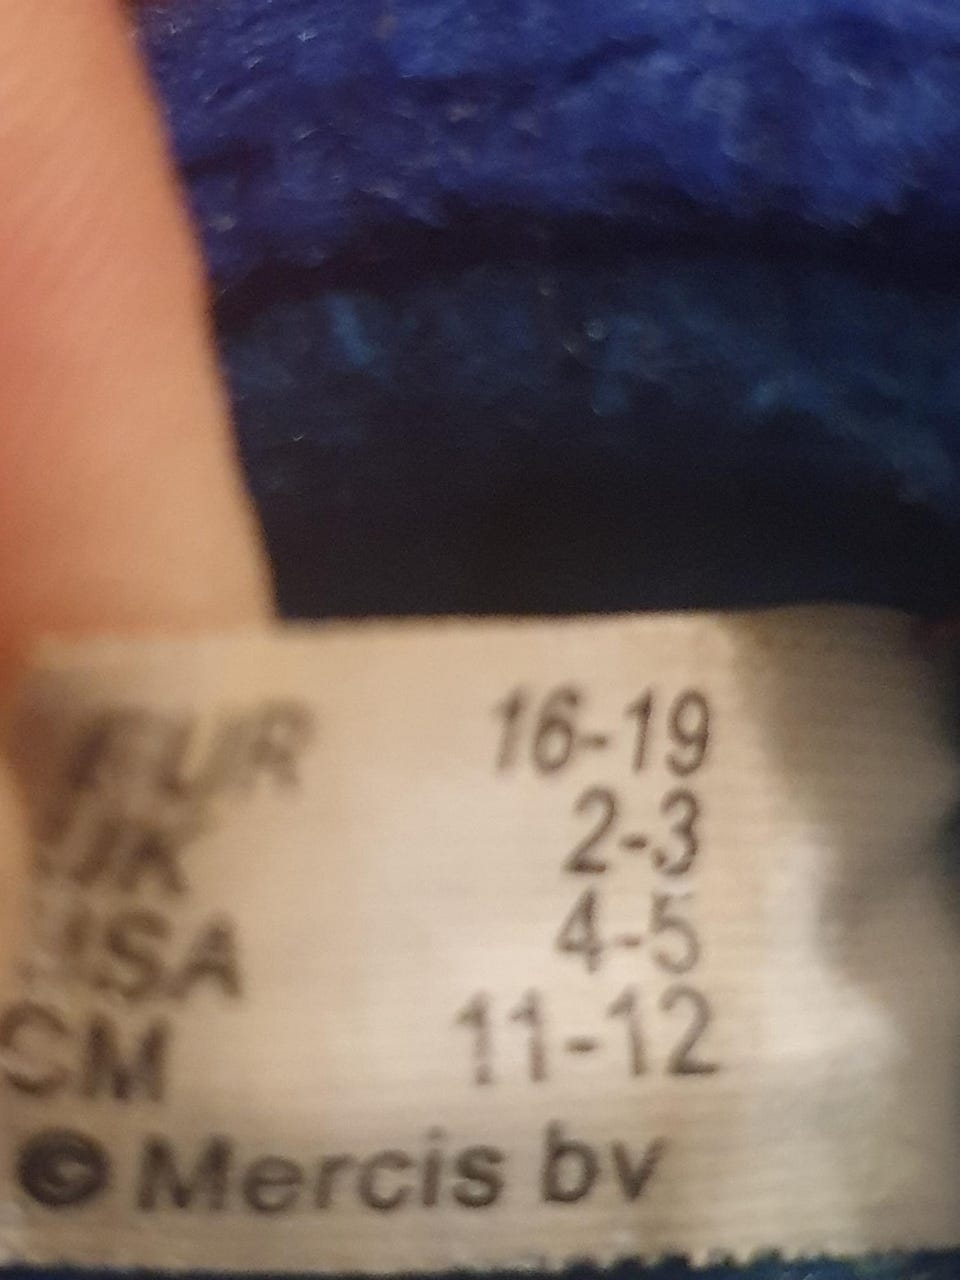 EUR 16-19
UK 2-3
USA 4-5
CM 11-12
© Mercis bv